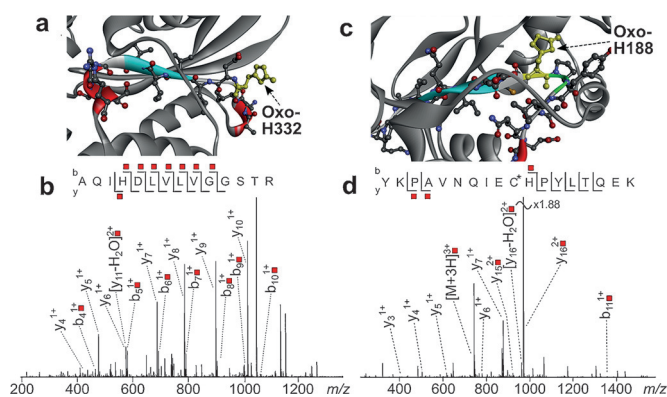 a
Oxo-
H332
c
Oxo-
H188
b
b
y
A Q I H D L V L V G G S T R
y4 1+
b4 1+
y5 1+
y6 1+
[y11-H2O]2+
b5 1+
y7 1+
b6 1+
y8 1+
b7 1+
y9 1+
b8 1+
b9 1+
y10 1+
b10 1+
200 400 600 800 1000 1200 m/z
d
b
y
Y K P A V N Q I E C* H P Y L T Q E K
y3 1+
y4 1+
y5 1+
[M+3H]3+
y6 1+
y7 1+
y15 2+
[y16-H2O]2+
x1.88
y16 2+
b11 1+
400 600 800 1000 1200 1400 m/z